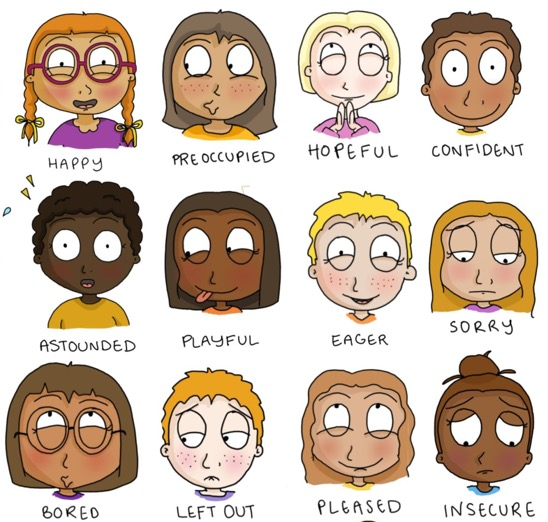 HAPPY
PREOCCUPIED
HOPEFUL
CONFIDENT
ASTOUNDED
PLAYFUL
EAGER
SORRY
BORED
LEFT OUT
PLEASED
INSECURE